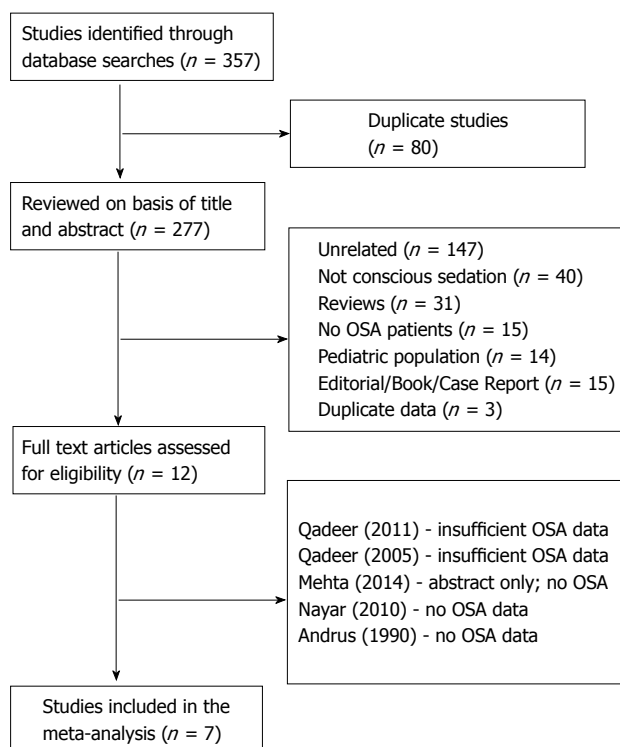 Studies identified through
database searches (n = 357)
Duplicate studies
(n = 80)
Reviewed on basis of title
and abstract (n = 277)
Unrelated (n = 147)
Not conscious sedation (n = 40)
Reviews (n = 31)
No OSA patients (n = 15)
Pediatric population (n = 14)
Editorial/Book/Case Report (n = 15)
Duplicate data (n = 3)
Full text articles assessed
for eligibility (n = 12)
Qadeer (2011) - insufficient OSA data
Qadeer (2005) - insufficient OSA data
Mehta (2014) - abstract only; no OSA
Nayar (2010) - no OSA data
Andrus (1990) - no OSA data
Studies included in the
meta-analysis (n = 7)